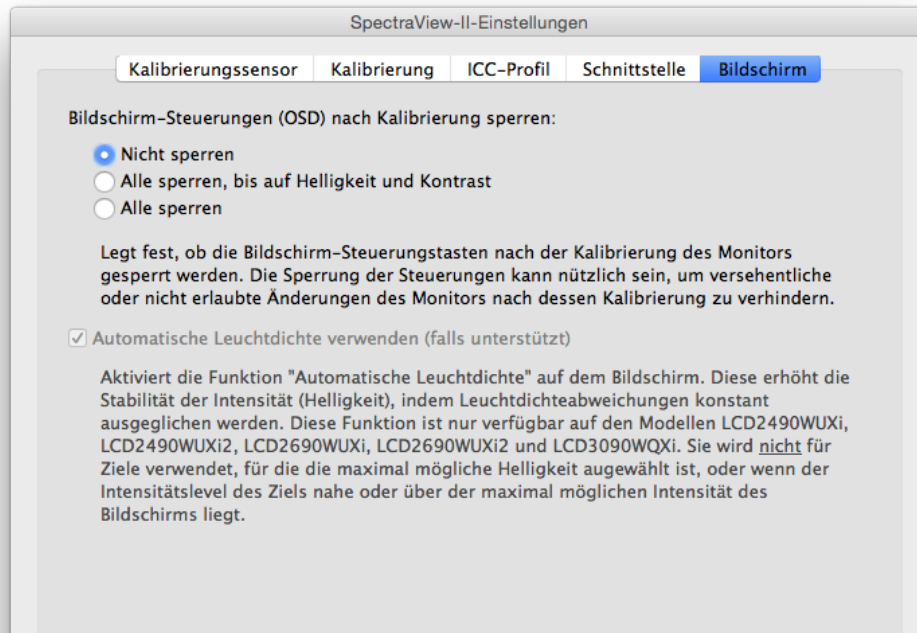 SpectraView-II-Einstellungen
Kalibrierungssensor Kalibrierung ICC-Profil Schnittstelle Bildschirm
Bildschirm-Steuerungen (OSD) nach Kalibrierung sperren:
Nicht sperren
Alle sperren, bis auf Helligkeit und Kontrast
Alle sperren
Legt fest, ob die Bildschirm-Steuerungstasten nach der Kalibrierung des Monitors
gesperrt werden. Die Sperrung der Steuerungen kann nützlich sein, um versehentliche
oder nicht erlaubte Änderungen des Monitors nach dessen Kalibrierung zu verhindern.
Automatische Leuchtdichte verwenden (falls unterstützt)
Aktiviert die Funktion "Automatische Leuchtdichte" auf dem Bildschirm. Diese erhöht die
Stabilität der Intensität (Helligkeit), indem Leuchtdichteabweichungen konstant
ausgeglichen werden. Diese Funktion ist nur verfügbar auf den Modellen LCD2490WUXi,
LCD2490WUXi2, LCD2690WUXi, LCD2690WUXi2 und LCD3090WQXi. Sie wird nicht für
Ziele verwendet, für die die maximal mögliche Helligkeit augewählt ist, oder wenn der
Intensitätslevel des Ziels nahe oder über der maximal möglichen Intensität des
Bildschirms liegt.